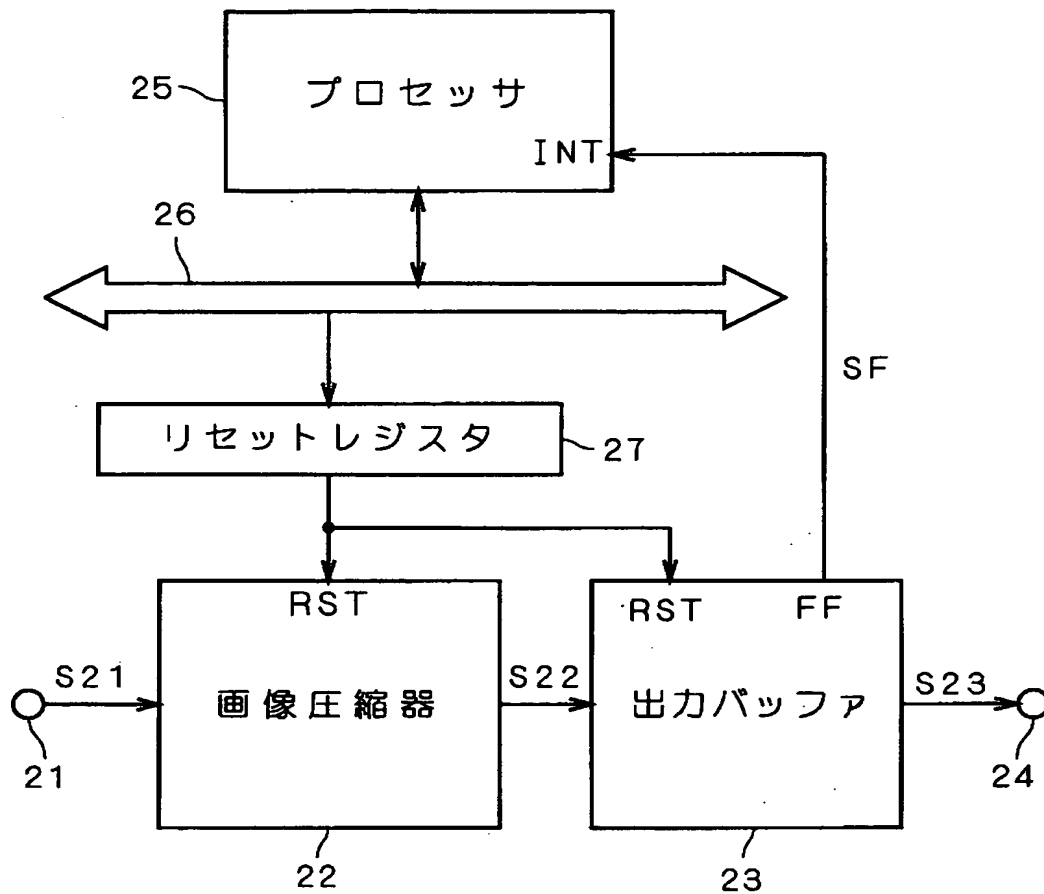 25
プロセッサ
INT
26
SF
リセットレジスタ
27
RST
RST
FF
S21
画像圧縮器
S22
出力バッファ
S23
21
24
22
23